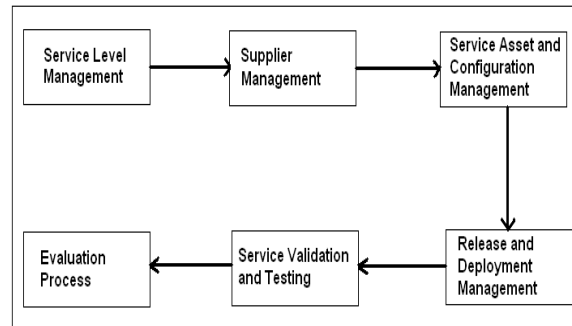 Service Level
Management
Supplier
Management
Service Asset and
Configuration
Management
Release and
Deployment
Management
Service Validation
and Testing
Evaluation
Process